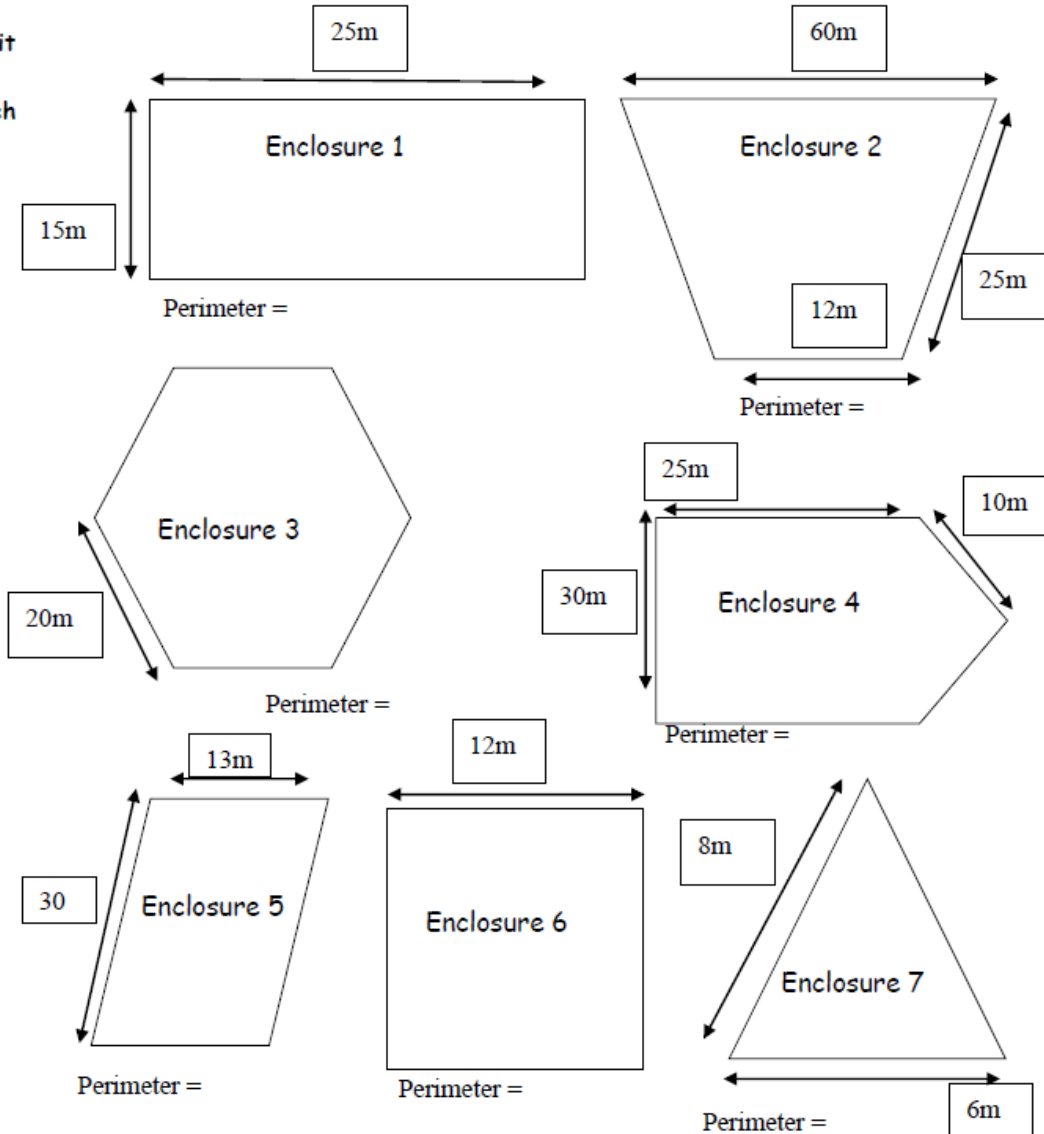 it
25m
60m
Enclosure 1
Enclosure 2
15m
25m
12m
Perimeter =
Perimeter =
25m
10m
Enclosure 3
30m
Enclosure 4
20m
Perimeter =
Perimeter =
13m
12m
8m
30
Enclosure 5
Enclosure 6
Enclosure 7
Perimeter =
Perimeter =
6m
Perimeter =